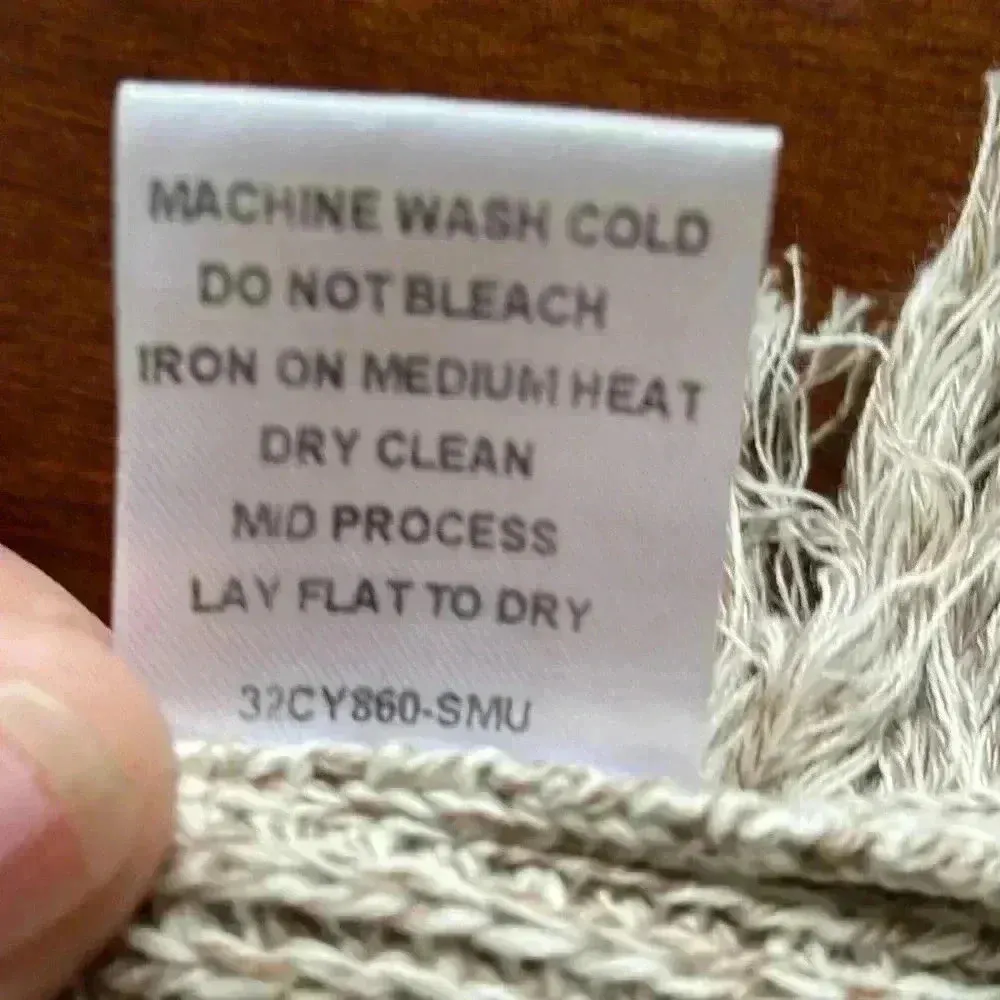 MACHINE WASH COLD
DO NOT BLEACH
IRON ON MEDIUM HEAT
DRY CLEAN
MID PROCESS
LAY FLAT TO DRY
32CY860-SMU